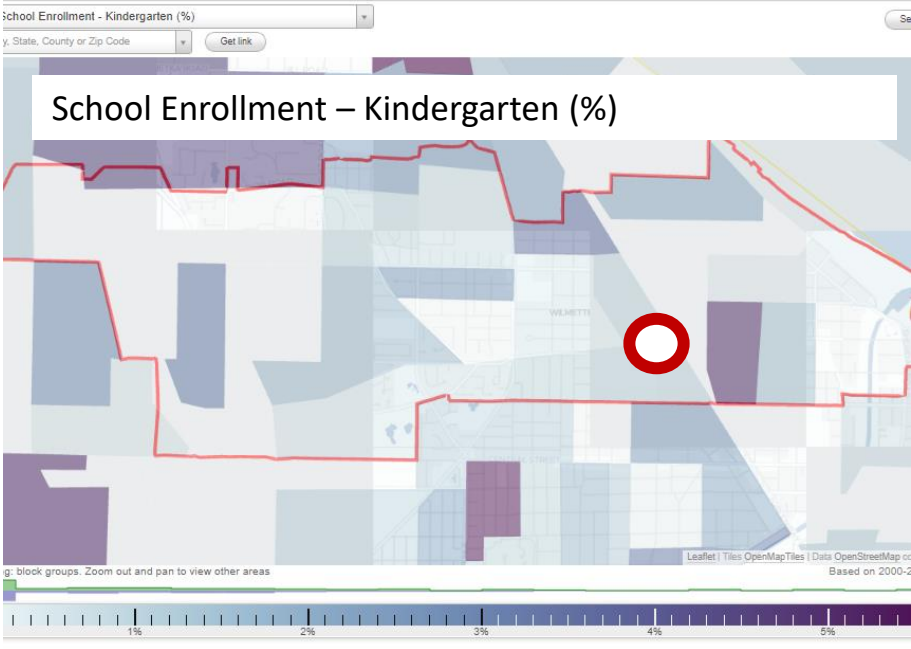 School Enrollment - Kindergarten (%)
y, State, County or Zip Code
Get link
Se
School Enrollment – Kindergarten (%)
WILMETTE
CENTRAL STREET
Leaflet | Tiles OpenMapTiles | Data OpenStreetMap co
g: block groups. Zoom out and pan to view other areas
Based on 2000-2
1% 2% 3% 4% 5%